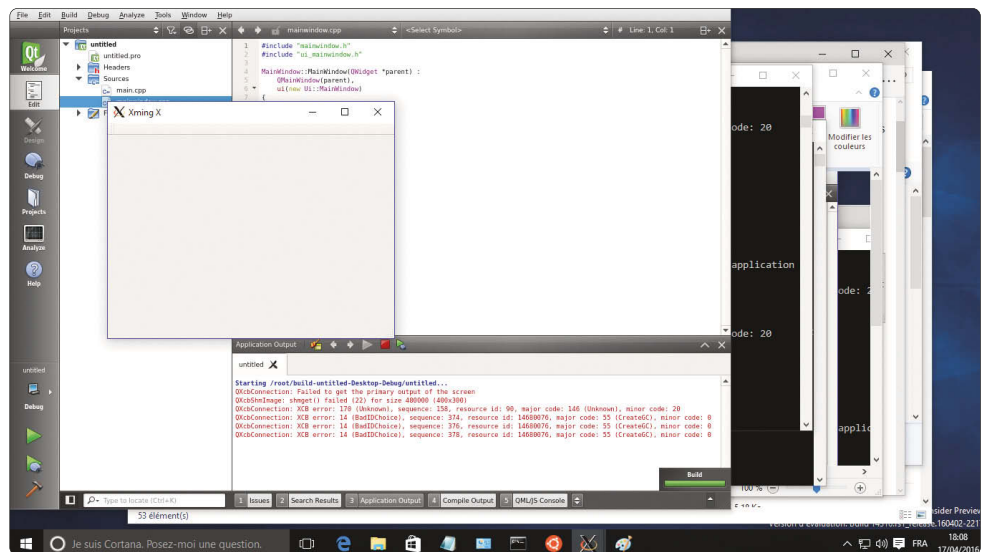 File Edit Build Debug Analyze Tools Window Help
Projects
mainwindow.cpp
<Select Symbol>
# Line: 1, Col: 1
Welcome
Edit
Design
Debug
Projects
Analyze
Help
untitled
untitled.pro
Headers
Sources
main.cpp
1 #include "mainwindow.h"
2 #include "ui_mainwindow.h"
3
4 MainWindow::MainWindow(QWidget *parent) :
5 QMainWindow(parent),
6 ui(new Ui::MainWindow)
7 {
Xming X
ode: 20
Modifier les
couleurs
application
ode: 2
ode: 20
applic
Application Output
untitled
Starting /root/build-untitled-Desktop-Debug/untitled...
QXcbConnection: Failed to get the primary output of the screen
QXcbShmImage: shmget() failed (22) for size 480000 (400x300)
QXcbConnection: XCB error: 170 (Unknown), sequence: 158, resource id: 90, major code: 146 (Unknown), minor code: 20
QXcbConnection: XCB error: 14 (BadIDChoice), sequence: 374, resource id: 14680076, major code: 55 (CreateGC), minor code: 0
QXcbConnection: XCB error: 14 (BadIDChoice), sequence: 376, resource id: 14680076, major code: 55 (CreateGC), minor code: 0
QXcbConnection: XCB error: 14 (BadIDChoice), sequence: 378, resource id: 14680076, major code: 55 (CreateGC), minor code: 0
untitled
Debug
Build
Type to locate (Ctrl+K)
1 Issues 2 Search Results 3 Application Output 4 Compile Output 5 QML/JS Console
100 %
53 élément(s)
nsider Preview
Je suis Cortana. Posez-moi une question.
FRA
18:08
17/04/2016